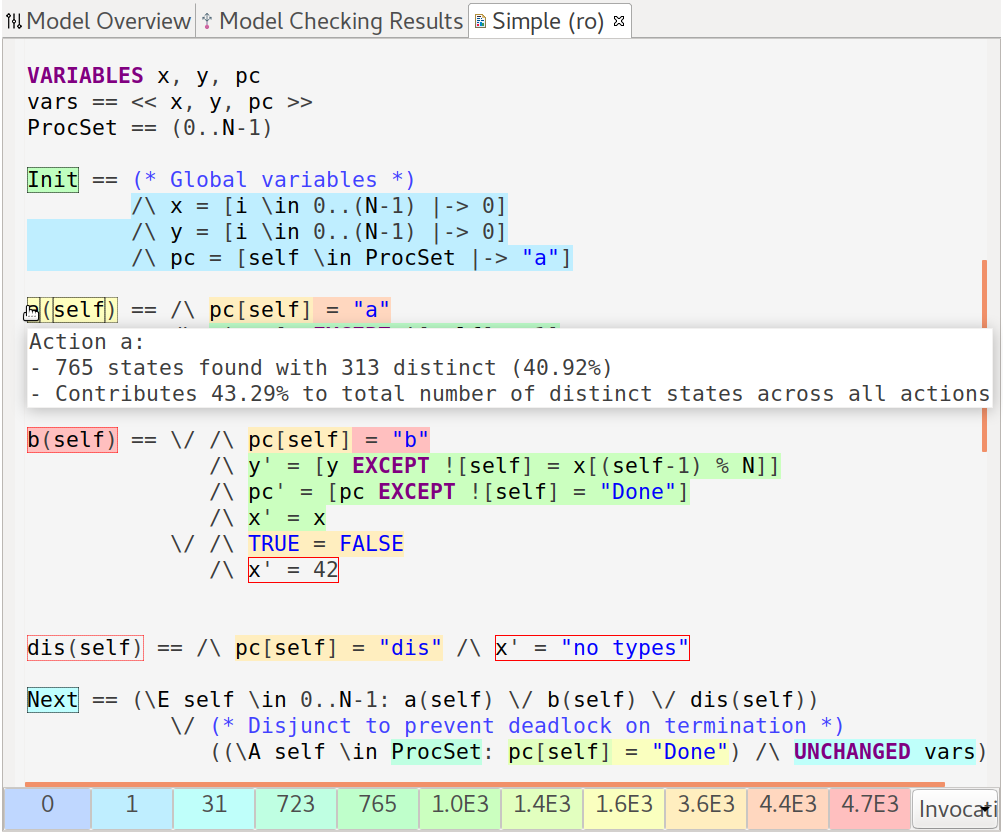 Model Overview Model Checking Results Simple (ro)
VARIABLES x, y, pc
vars == << x, y, pc >>
ProcSet == (0..N-1)
Init == (* Global variables *)
/\ x = [i \in 0..(N-1) |-> 0]
/\ y = [i \in 0..(N-1) |-> 0]
/\ pc = [self \in ProcSet |-> "a"]
a(self) == /\ pc[self] = "a"
Action a:
- 765 states found with 313 distinct (40.92%)
- Contributes 43.29% to total number of distinct states across all actions
b(self) == \/ /\ pc[self] = "b"
/\ y' = [y EXCEPT ![self] = x[(self-1) % N]]
/\ pc' = [pc EXCEPT ![self] = "Done"]
/\ x' = x
\/ /\ TRUE = FALSE
/\ x' = 42
dis(self) == /\ pc[self] = "dis" /\ x' = "no types"
Next == (\E self \in 0..N-1: a(self) \/ b(self) \/ dis(self))
\/ (* Disjunct to prevent deadlock on termination *)
((\A self \in ProcSet: pc[self] = "Done") /\ UNCHANGED vars)
0 1 31 723 765 1.0E3 1.4E3 1.6E3 3.6E3 4.4E3 4.7E3 Invocati